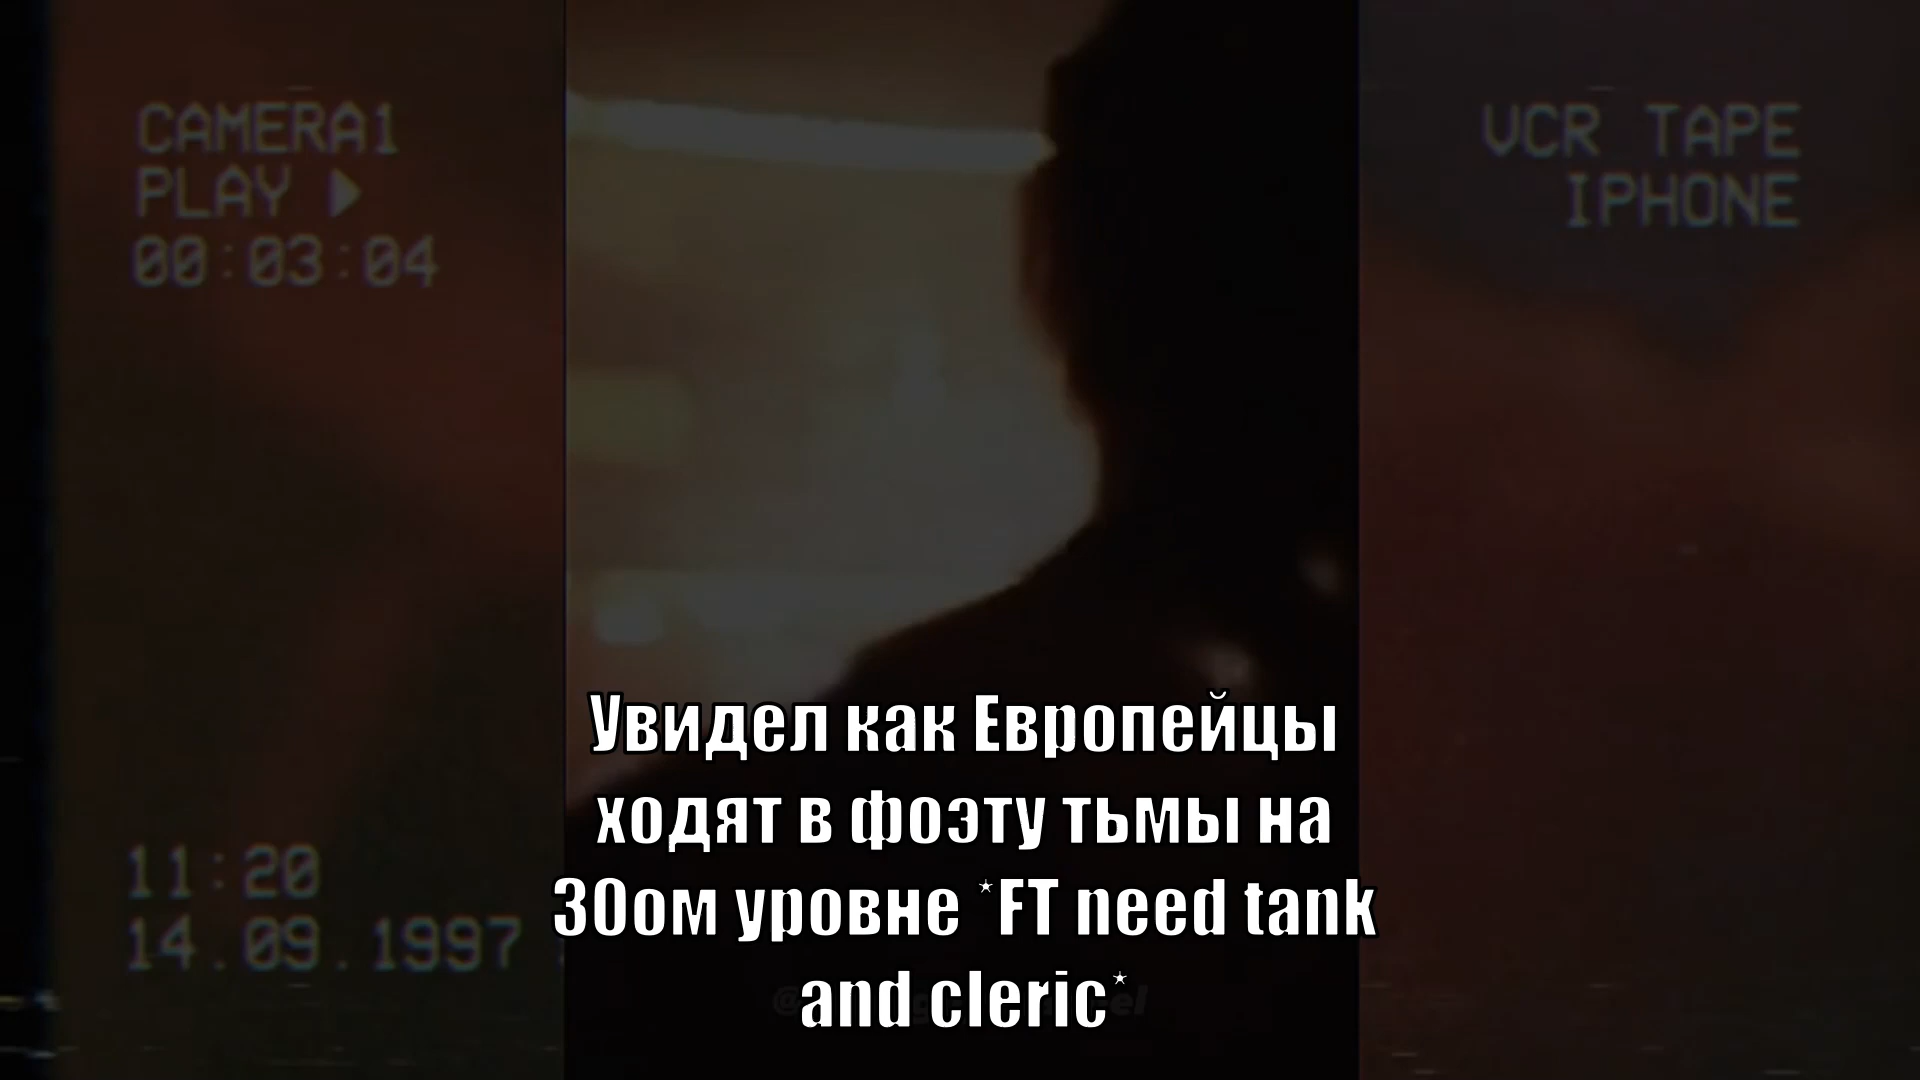 CAMERA1
PLAY
00:03:04
VCR TAPE
IPHONE
Увидел как Европейцы
ходят в фоэту тьмы на
30ом уровне *FT need tank
and cleric*
11:20
14.09.1997